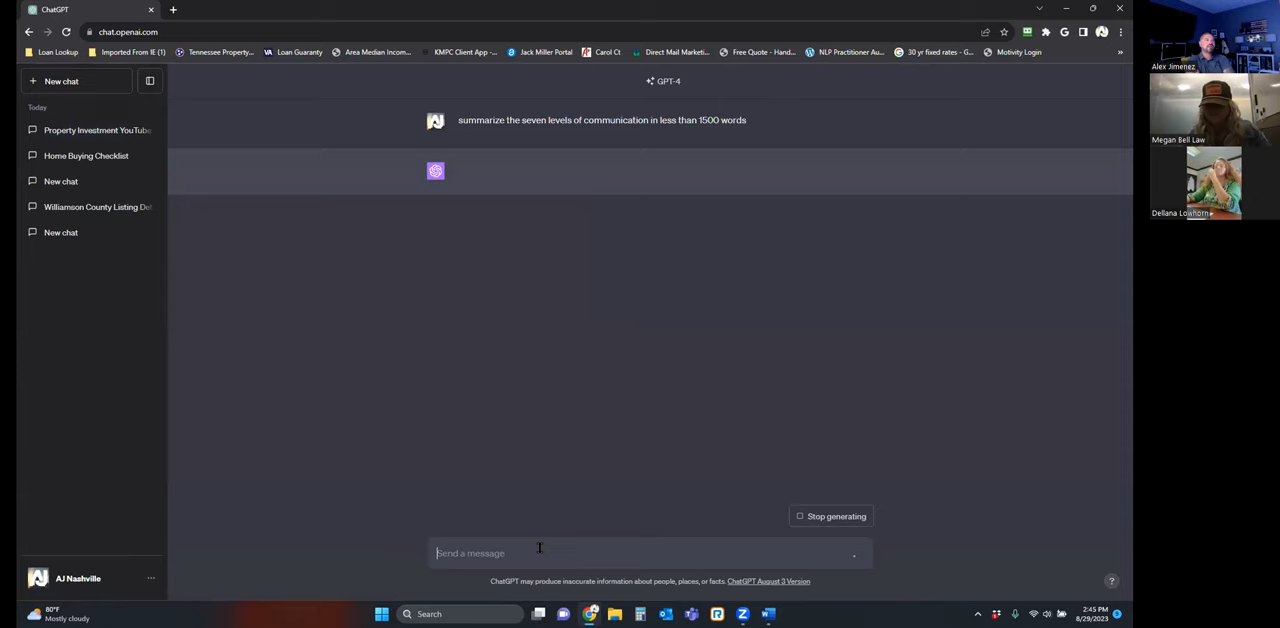 ChatGPT
chat.openai.com
Loan Lookup
Imported From IE (1)
Tennessee Property...
Loan Guaranty
Area Median Incom...
KMPC Client App -...
Jack Miller Portal
Carol Ct
Direct Mail Marketi...
Free Quote - Hand...
NLP Practitioner Au...
30 yr fixed rates - G...
Motivity Login
»
+ New chat
Today
Property Investment YouTube
Home Buying Checklist
New chat
Williamson County Listing Det
New chat
AJ Nashville
...
GPT-4
summarize the seven levels of communication in less than 1500 words
Stop generating
Send a message
ChatGPT may produce inaccurate information about people, places, or facts. ChatGPT August 3 Version
?
Alex Jimenez
Megan Bell Law
Dellana Lowhorn
80°F
Mostly cloudy
Search
2:45 PM
8/29/2023